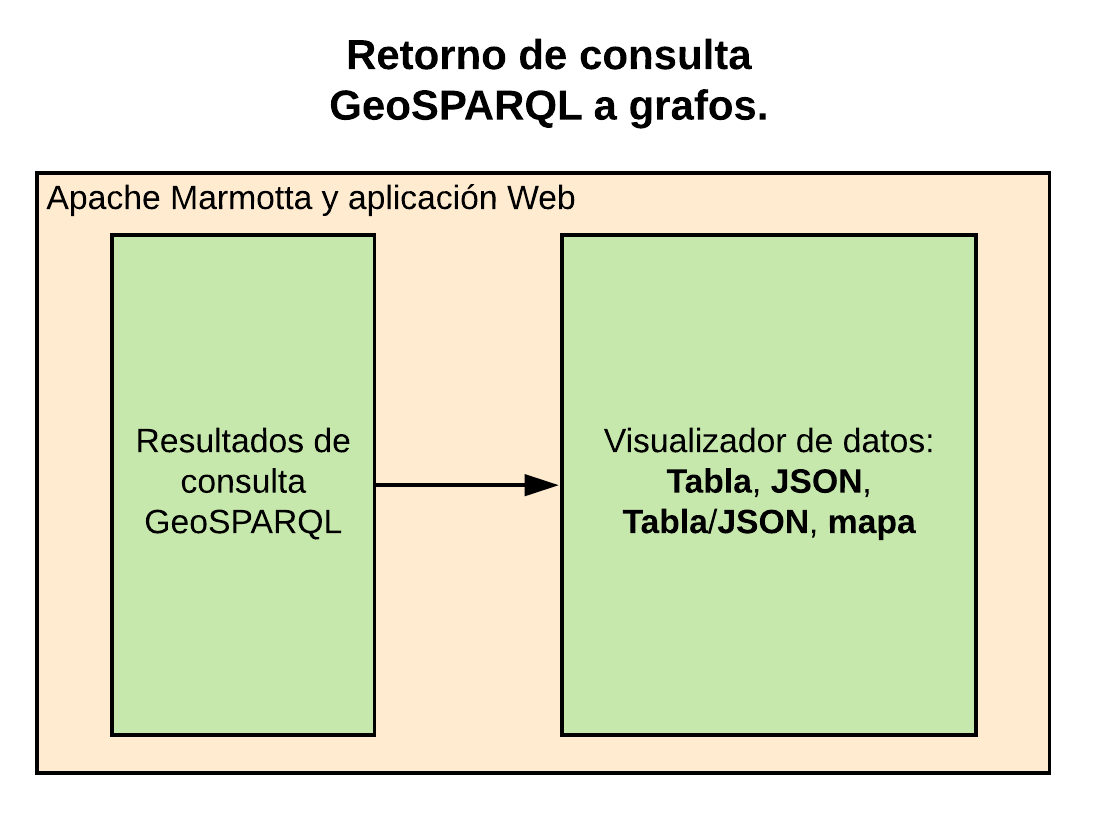 Retorno de consulta
GeoSPARQL a grafos.
Apache Marmotta y aplicación Web
Resultados de
consulta
GeoSPARQL
Visualizador de datos:
Tabla, JSON,
Tabla/JSON, mapa